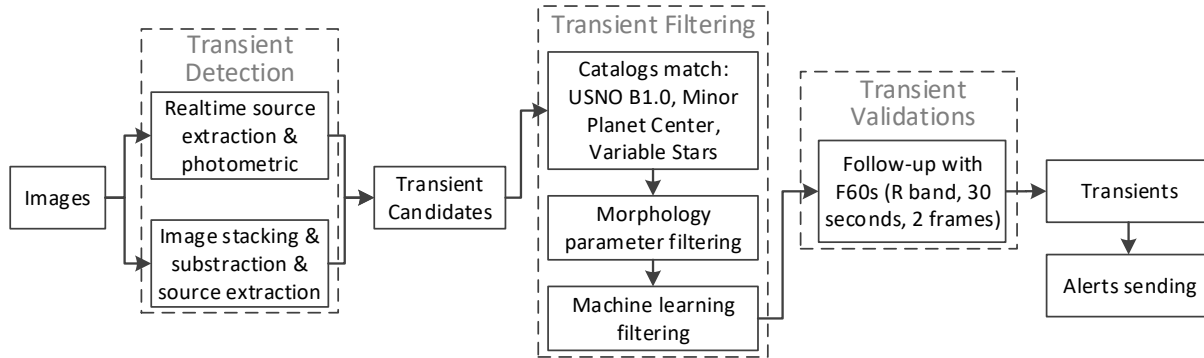 Images
Transient
Detection
Realtime source
extraction &
photometric
Image stacking &
substraction &
source extraction
Transient
Candidates
Transient Filtering
Catalogs match:
USNO B1.0, Minor
Planet Center,
Variable Stars
Morphology
parameter filtering
Machine learning
filtering
Transient
Validations
Follow-up with
F60s (R band, 30
seconds, 2 frames)
Transients
Alerts sending